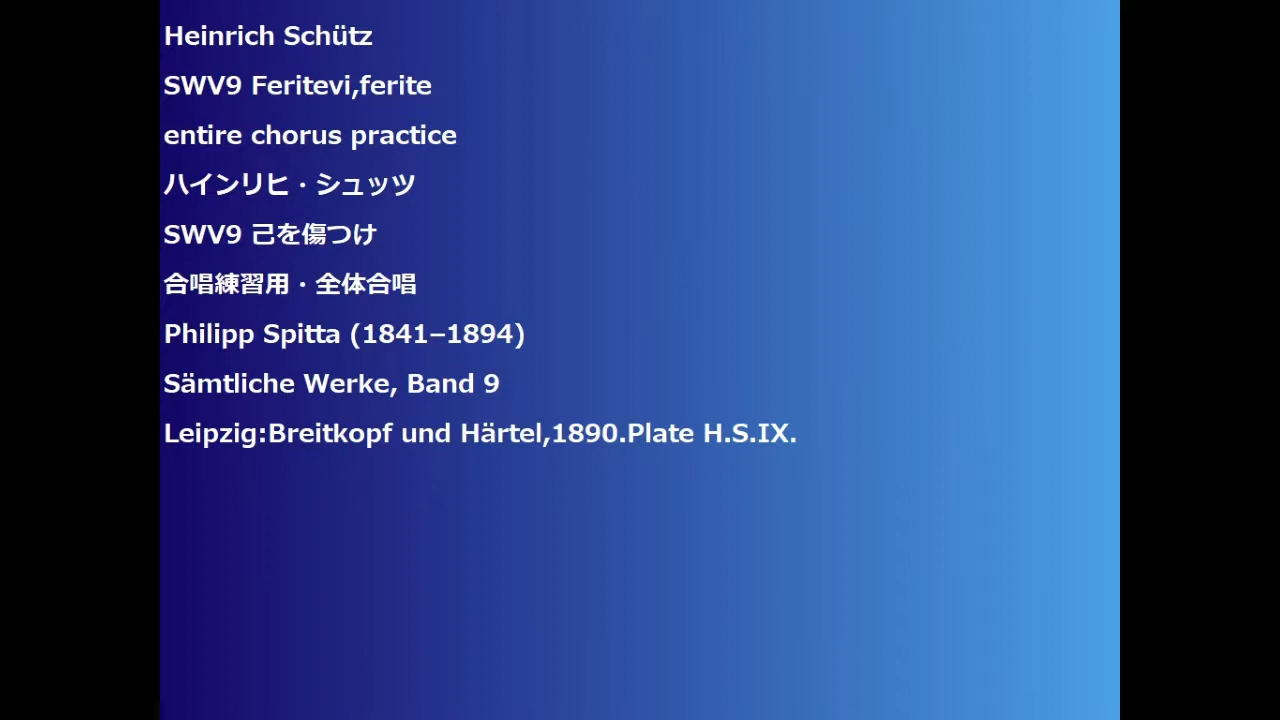 Heinrich Schütz
SWV9 Feritevi,ferite
entire chorus practice
ハインリヒ・シュッツ
SWV9 己を傷つけ
合唱練習用・全体合唱
Philipp Spitta (1841–1894)
Sämtliche Werke, Band 9
Leipzig:Breitkopf und Härtel,1890.Plate H.S.IX.